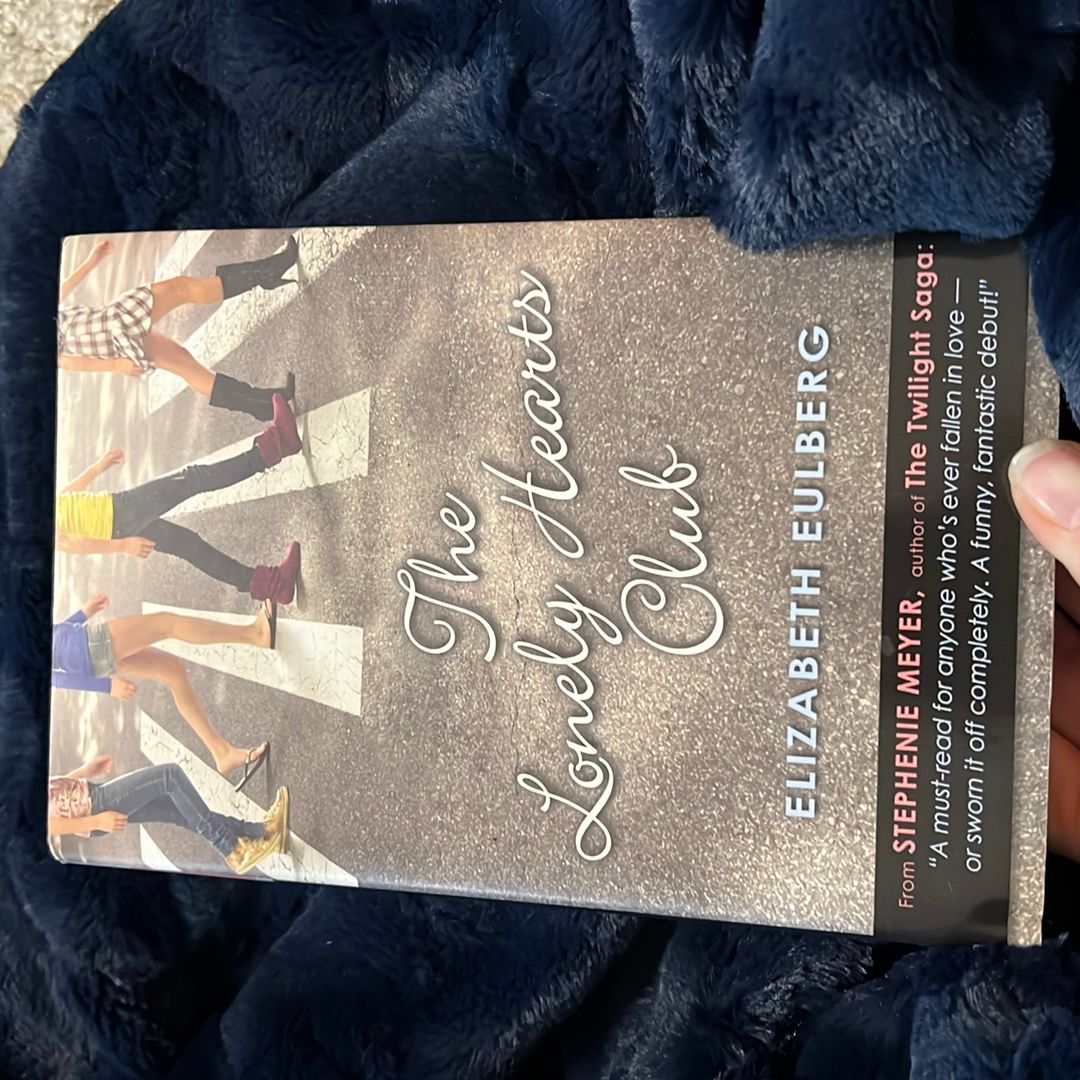 The
Lonely Hearts
Club
ELIZABETH EULBERG
From STEPHENIE MEYER, author of The Twilight Saga:
“A must-read for anyone who's ever fallen in love —
or sworn it off completely. A funny, fantastic debut!”